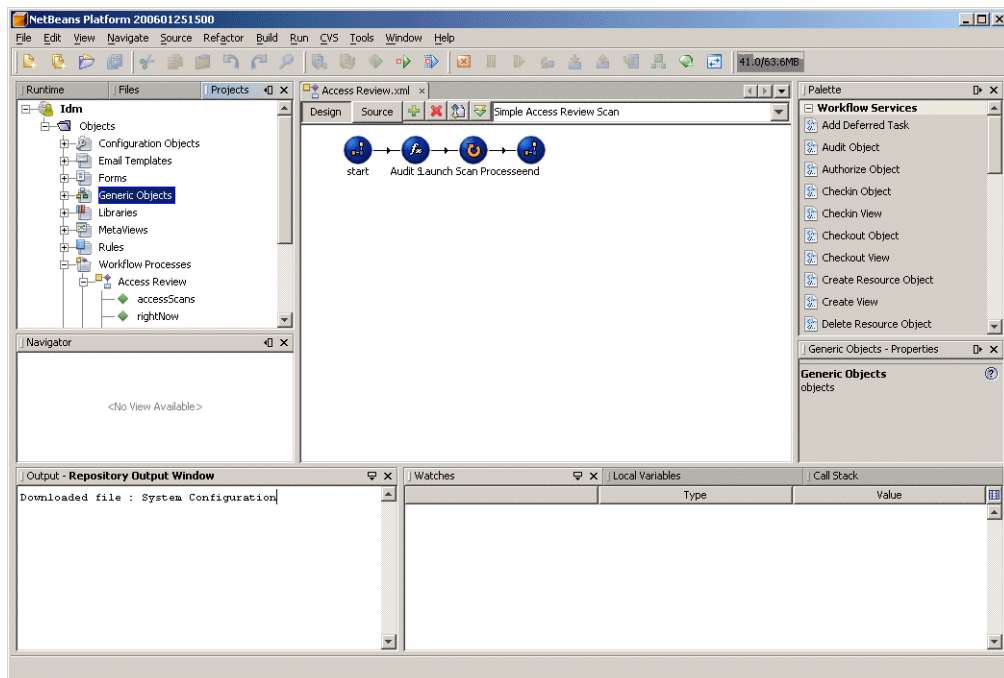 NetBeans Platform 200601251500
File Edit View Navigate Source Refactor Build Run CVS Tools Window Help
41.0/63.6MB
Runtime Files Projects
Idm
Objects
Configuration Objects
Email Templates
Forms
Generic Objects
Libraries
MetaViews
Rules
Workflow Processes
Access Review
accessScans
rightNow
Navigator
<No View Available>
Access Review.xml
Design Source Simple Access Review Scan
start Audit Launch Scan Processe end
Palette
Workflow Services
Add Deferred Task
Audit Object
Authorize Object
Checkin Object
Checkin View
Checkout Object
Checkout View
Create Resource Object
Create View
Delete Resource Object
Generic Objects - Properties
Generic Objects
objects
Output - Repository Output Window
Downloaded file : System Configuration
Watches Local Variables Call Stack
Type Value